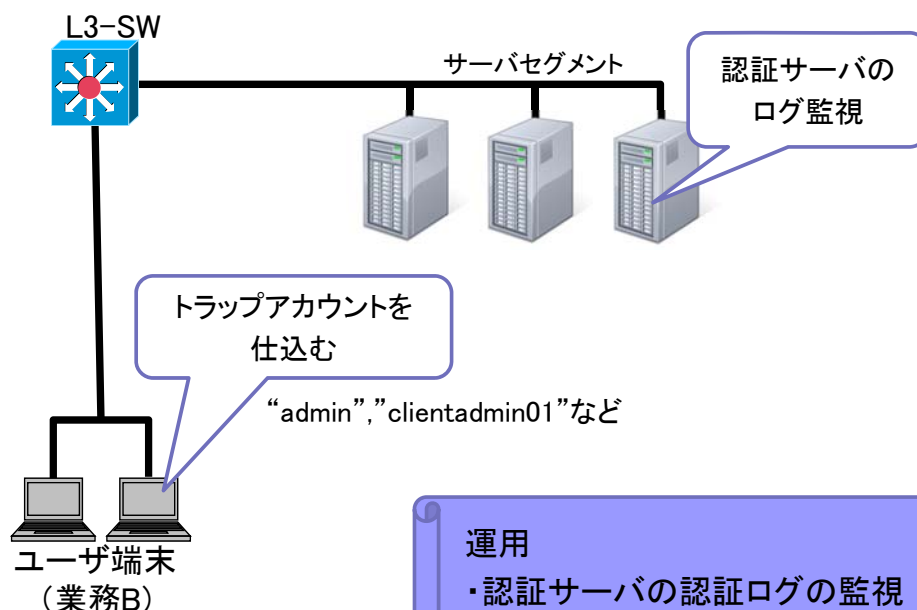 L3-SW
サーバセグメント
認証サーバの
ログ監視
トラップアカウントを
仕込む
“admin”,”clientadmin01”など
ユーザ端末
（業務B）
運用
・認証サーバの認証ログの監視